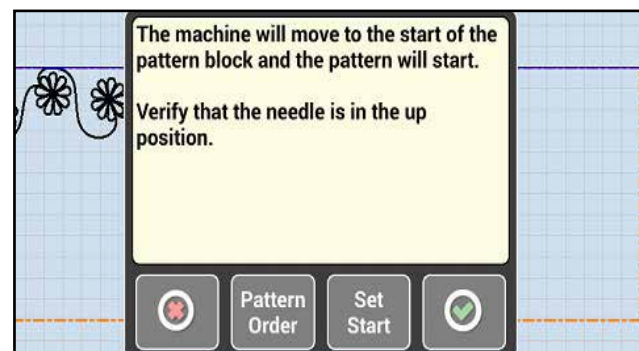 The machine will move to the start of the
pattern block and the pattern will start.
Verify that the needle is in the up
position.
Pattern
Order
Set
Start